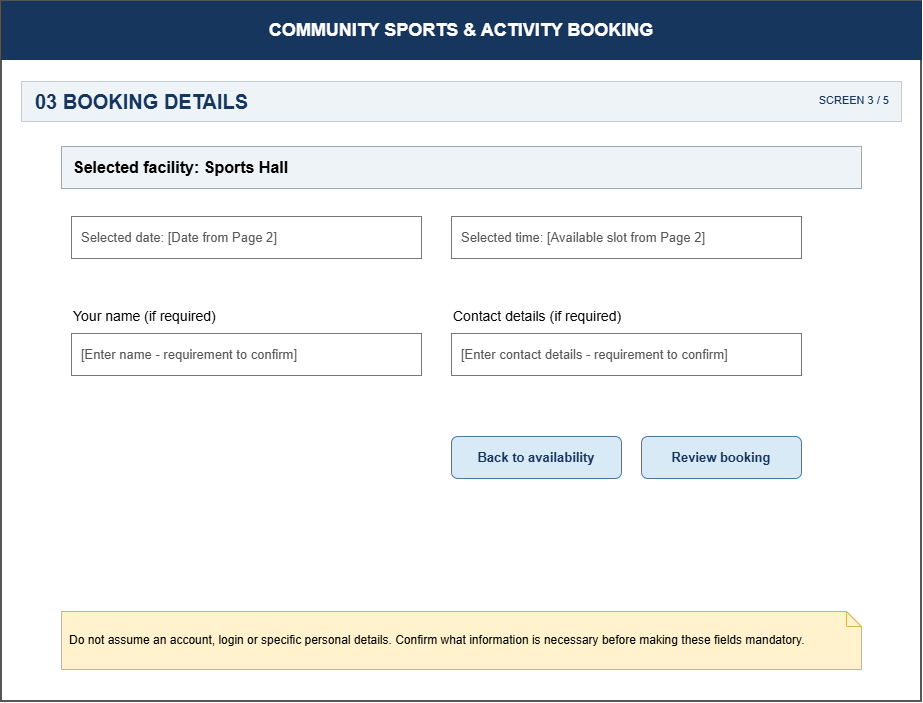 COMMUNITY SPORTS & ACTIVITY BOOKING
03 BOOKING DETAILS
SCREEN 3 / 5
Selected facility: Sports Hall
Selected date: [Date from Page 2]
Selected time: [Available slot from Page 2]
Your name (if required)
Contact details (if required)
[Enter name - requirement to confirm]
[Enter contact details - requirement to confirm]
Back to availability
Review booking
Do not assume an account, login or specific personal details. Confirm what information is necessary before making these fields mandatory.